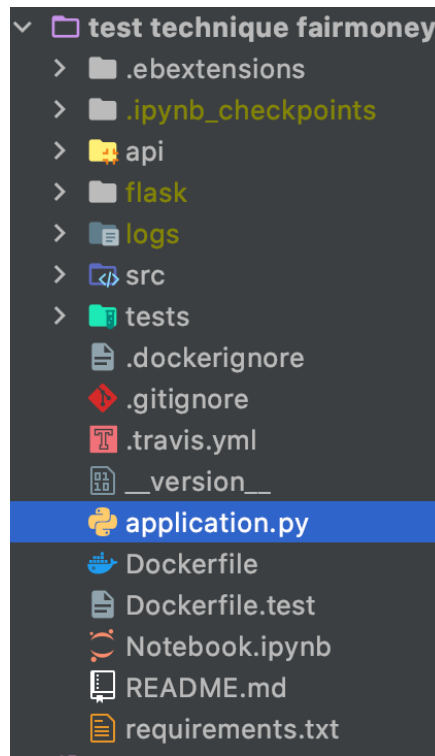 test technique fairmoney
.ebextensions
.ipynb_checkpoints
api
flask
logs
src
tests
.dockerignore
.gitignore
.travis.yml
__version__
application.py
Dockerfile
Dockerfile.test
Notebook.ipynb
README.md
requirements.txt